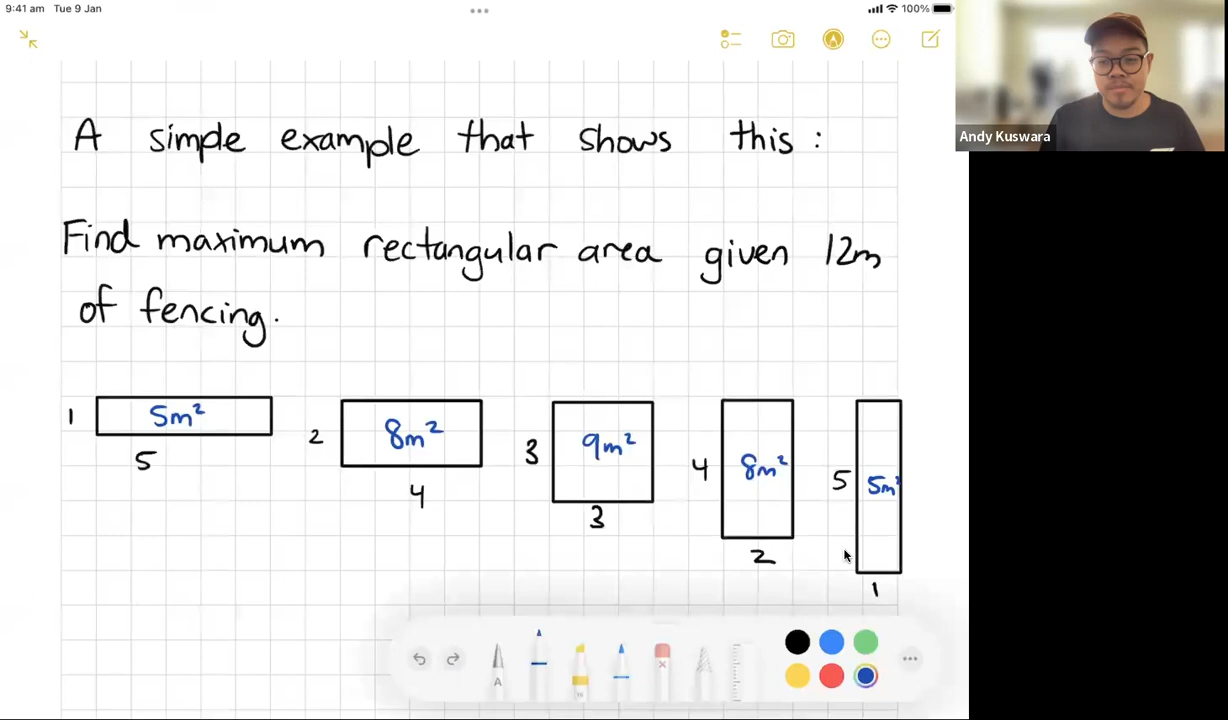 9:41 am Tue 9 Jan
100%
A simple example that shows this:
Find maximum rectangular area given 12m
of fencing.
1
5m²
5
2
8m²
4
3
9m²
3
4
8m²
2
5
5m²
1
A
Andy Kuswara